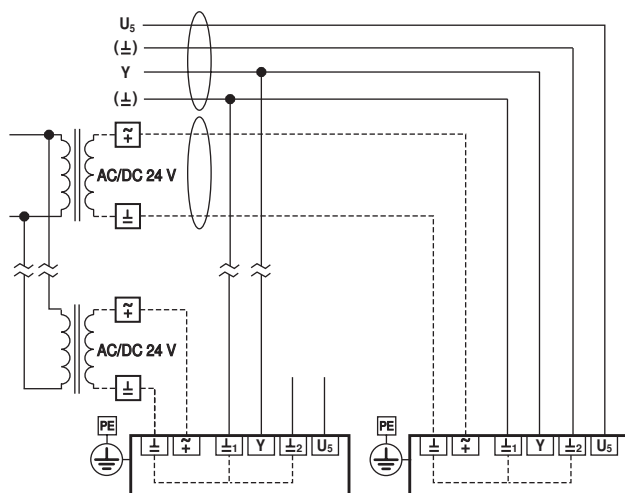 U₅
(⊥)
Y
(⊥)
~
+
AC/DC 24 V
⊥
~
+
AC/DC 24 V
⊥
PE
⊥ ~+ ⊥1 Y ⊥2 U₅
PE
⊥ ~+ ⊥1 Y ⊥2 U₅